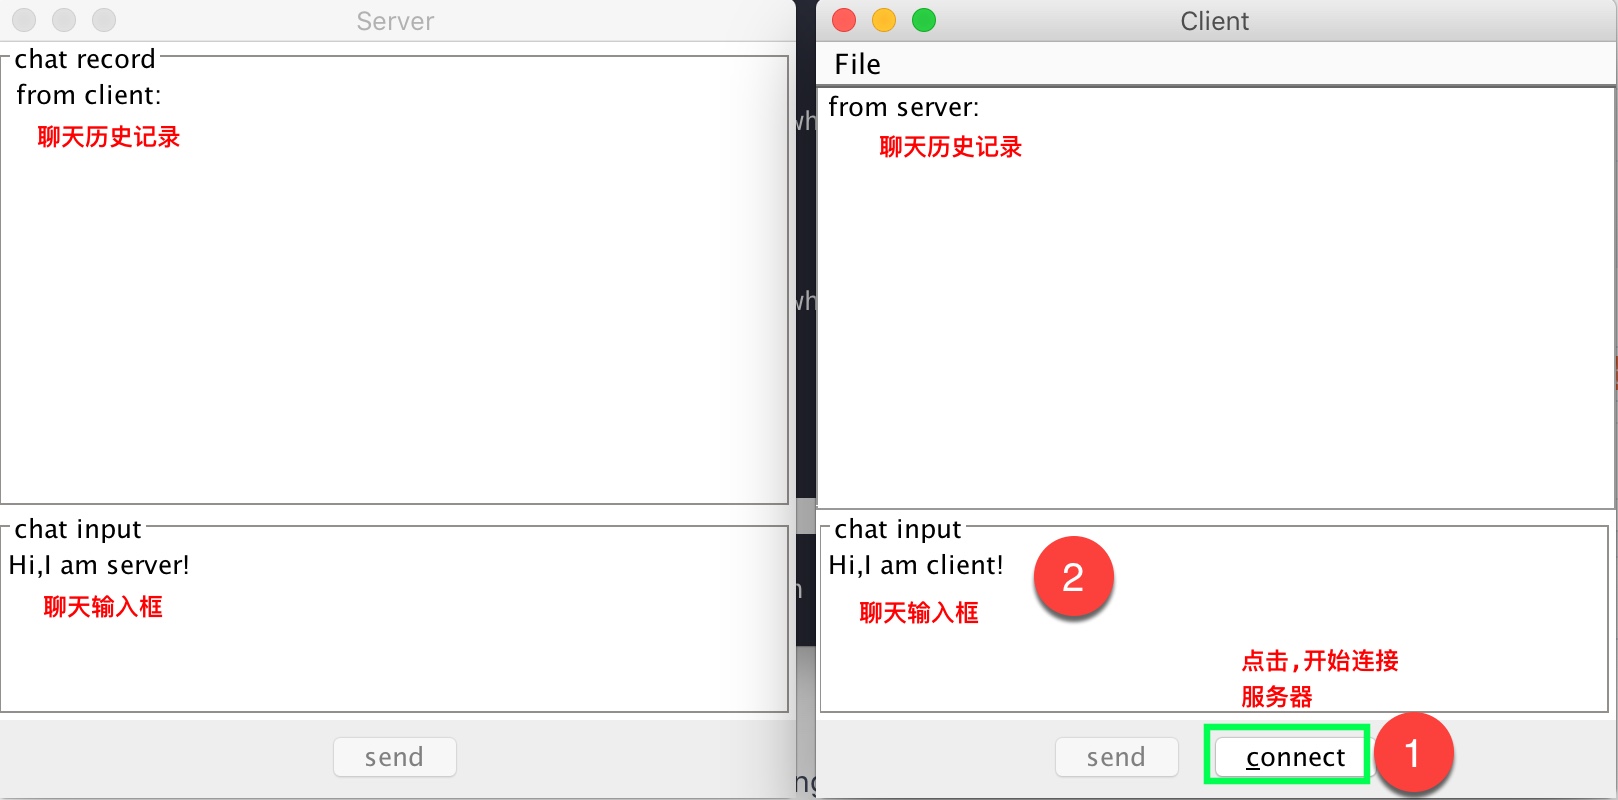 Server
chat record
from client:
聊天历史记录
chat input
Hi,I am server!
聊天输入框
send
Client
File
from server:
聊天历史记录
chat input
Hi,I am client!
2
聊天输入框
点击,开始连接
服务器
send
connect
1